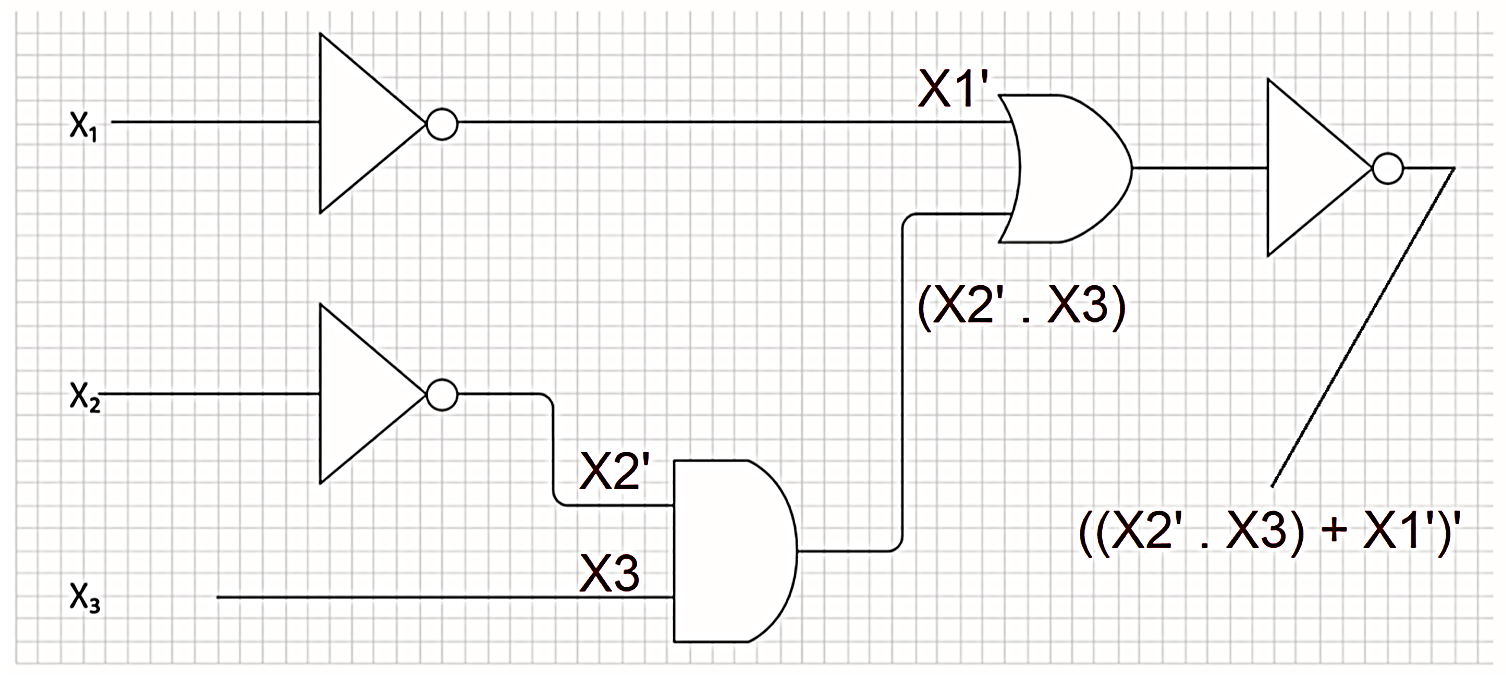 X1'
X₁
(X2' . X3)
X₂
X2'
((X2' . X3) + X1')'
X3
X₃